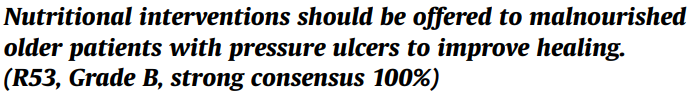 Nutritional interventions should be offered to malnourished
older patients with pressure ulcers to improve healing.
(R53, Grade B, strong consensus 100%)